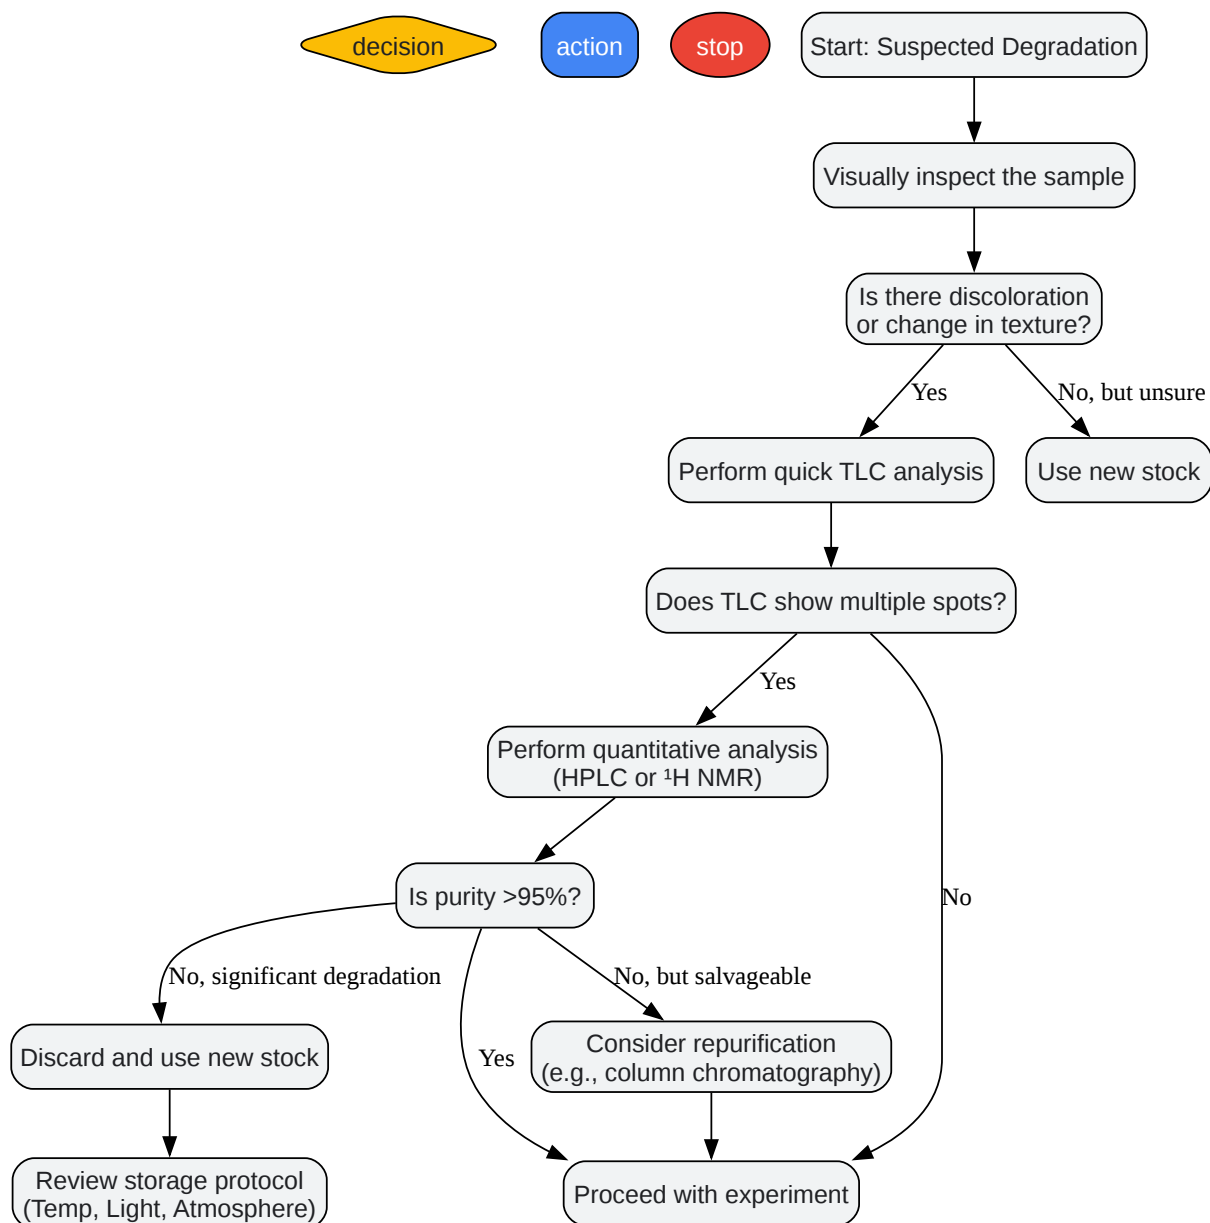 decision
action
stop
Start: Suspected Degradation
Visually inspect the sample
Is there discoloration
or change in texture?
Yes
No, but unsure
Perform quick TLC analysis
Use new stock
Does TLC show multiple spots?
Yes
Perform quantitative analysis
(HPLC or ¹H NMR)
Is purity >95%?
No
No, significant degradation
No, but salvageable
Discard and use new stock
Yes
Consider repurification
(e.g., column chromatography)
Review storage protocol
(Temp, Light, Atmosphere)
Proceed with experiment